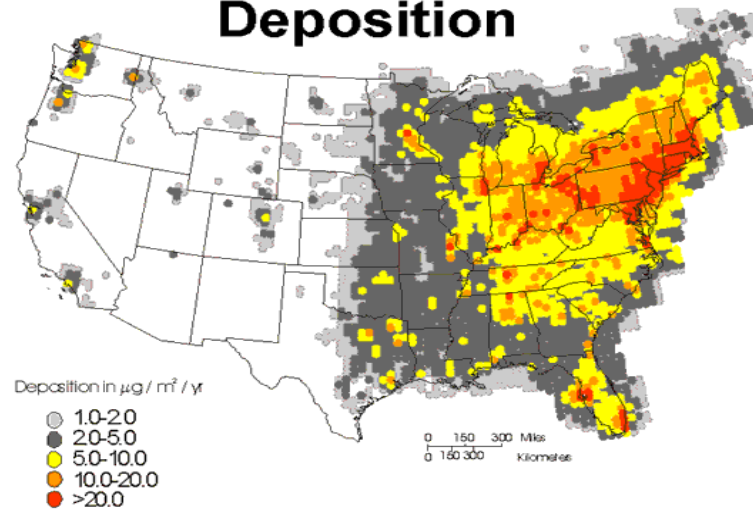 Deposition
Deposition in μg / m² / yr
1.0-2.0
2.0-5.0
5.0-10.0
10.0-20.0
>20.0
0 150 300 Miles
0 150 300 Kilometers